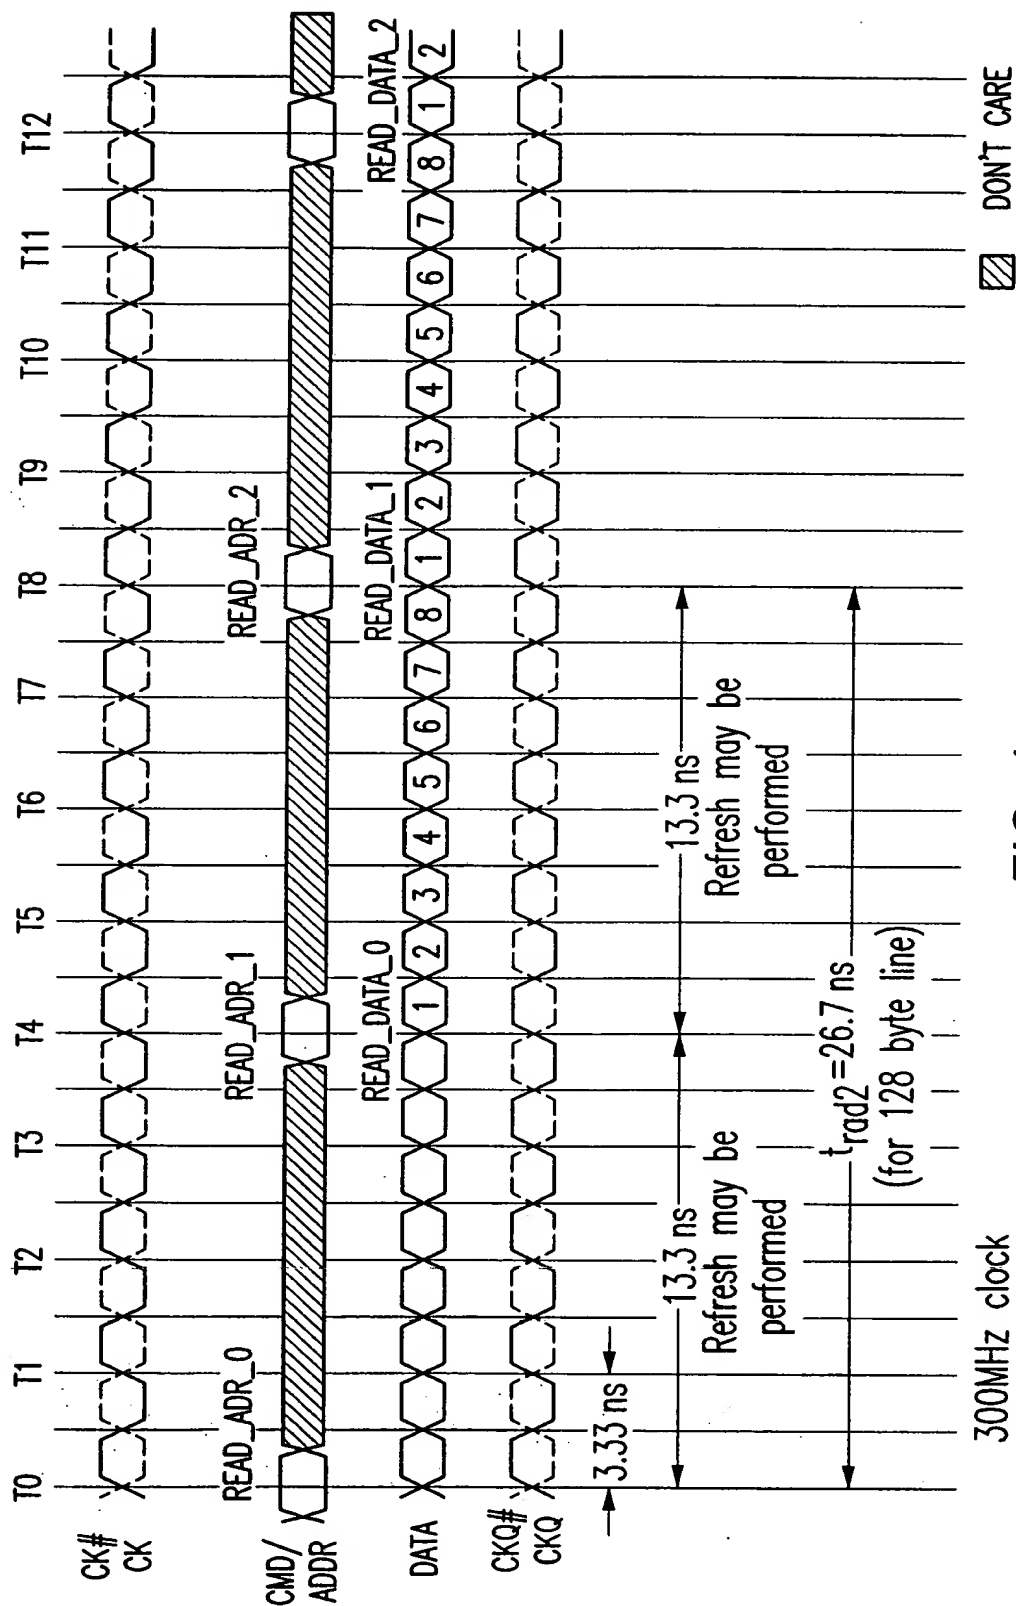 T0 T1 T2 T3 T4 T5 T6 T7 T8 T9 T10 T11 T12
CK#
CK
READ_ADR_0 READ_ADR_1 READ_ADR_2
CMD/
ADDR
READ_DATA_0 READ_DATA_1 READ_DATA_2
DATA 1 2 3 4 5 6 7 8 1 2 3 4 5 6 7 8 1 2
CKQ#
CKQ
3.33 ns
13.3 ns 13.3 ns
Refresh may be Refresh may be
performed performed
trad2=26.7 ns
(for 128 byte line)
300MHz clock DON'T CARE